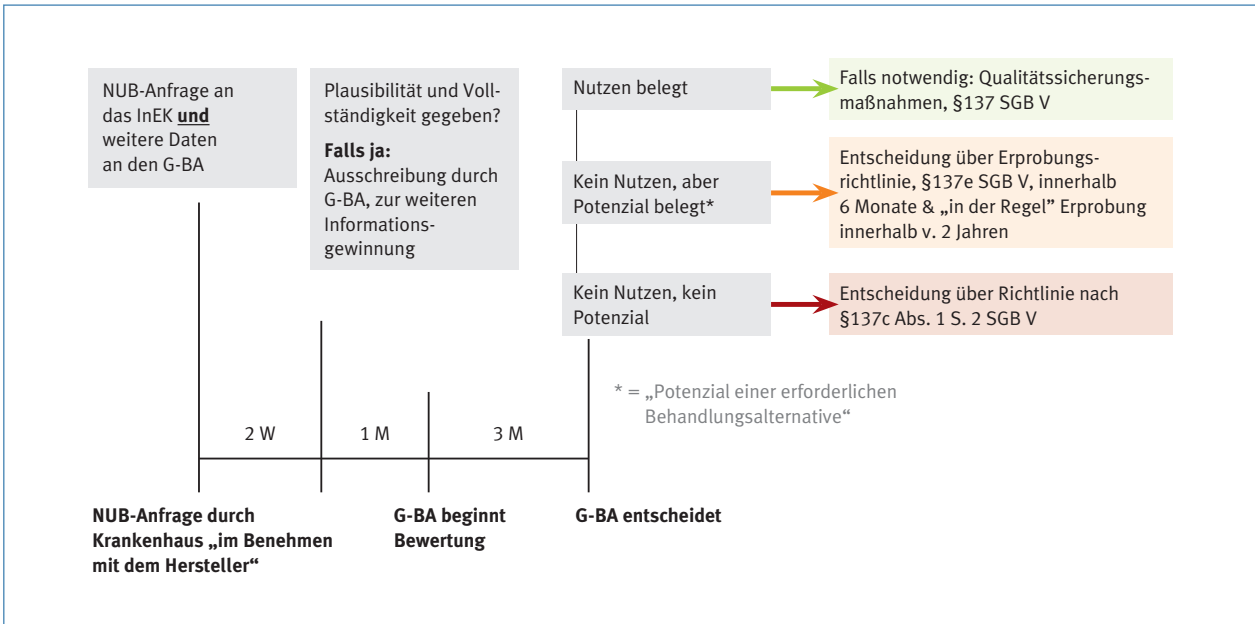 NUB-Anfrage an
das InEK und
weitere Daten
an den G-BA
Plausibilität und Voll-
ständigkeit gegeben?
Falls ja:
Ausschreibung durch
G-BA, zur weiteren
Informations-
gewinnung
Nutzen belegt
Falls notwendig: Qualitätssicherungs-
maßnahmen, §137 SGB V
Kein Nutzen, aber
Potenzial belegt*
Entscheidung über Erprobungs-
richtlinie, §137e SGB V, innerhalb
6 Monate & „in der Regel” Erprobung
innerhalb v. 2 Jahren
Kein Nutzen, kein
Potenzial
Entscheidung über Richtlinie nach
§137c Abs. 1 S. 2 SGB V
* = „Potenzial einer erforderlichen
Behandlungsalternative“
2 W
1 M
3 M
NUB-Anfrage durch
Krankenhaus „im Benehmen
mit dem Hersteller“
G-BA beginnt
Bewertung
G-BA entscheidet